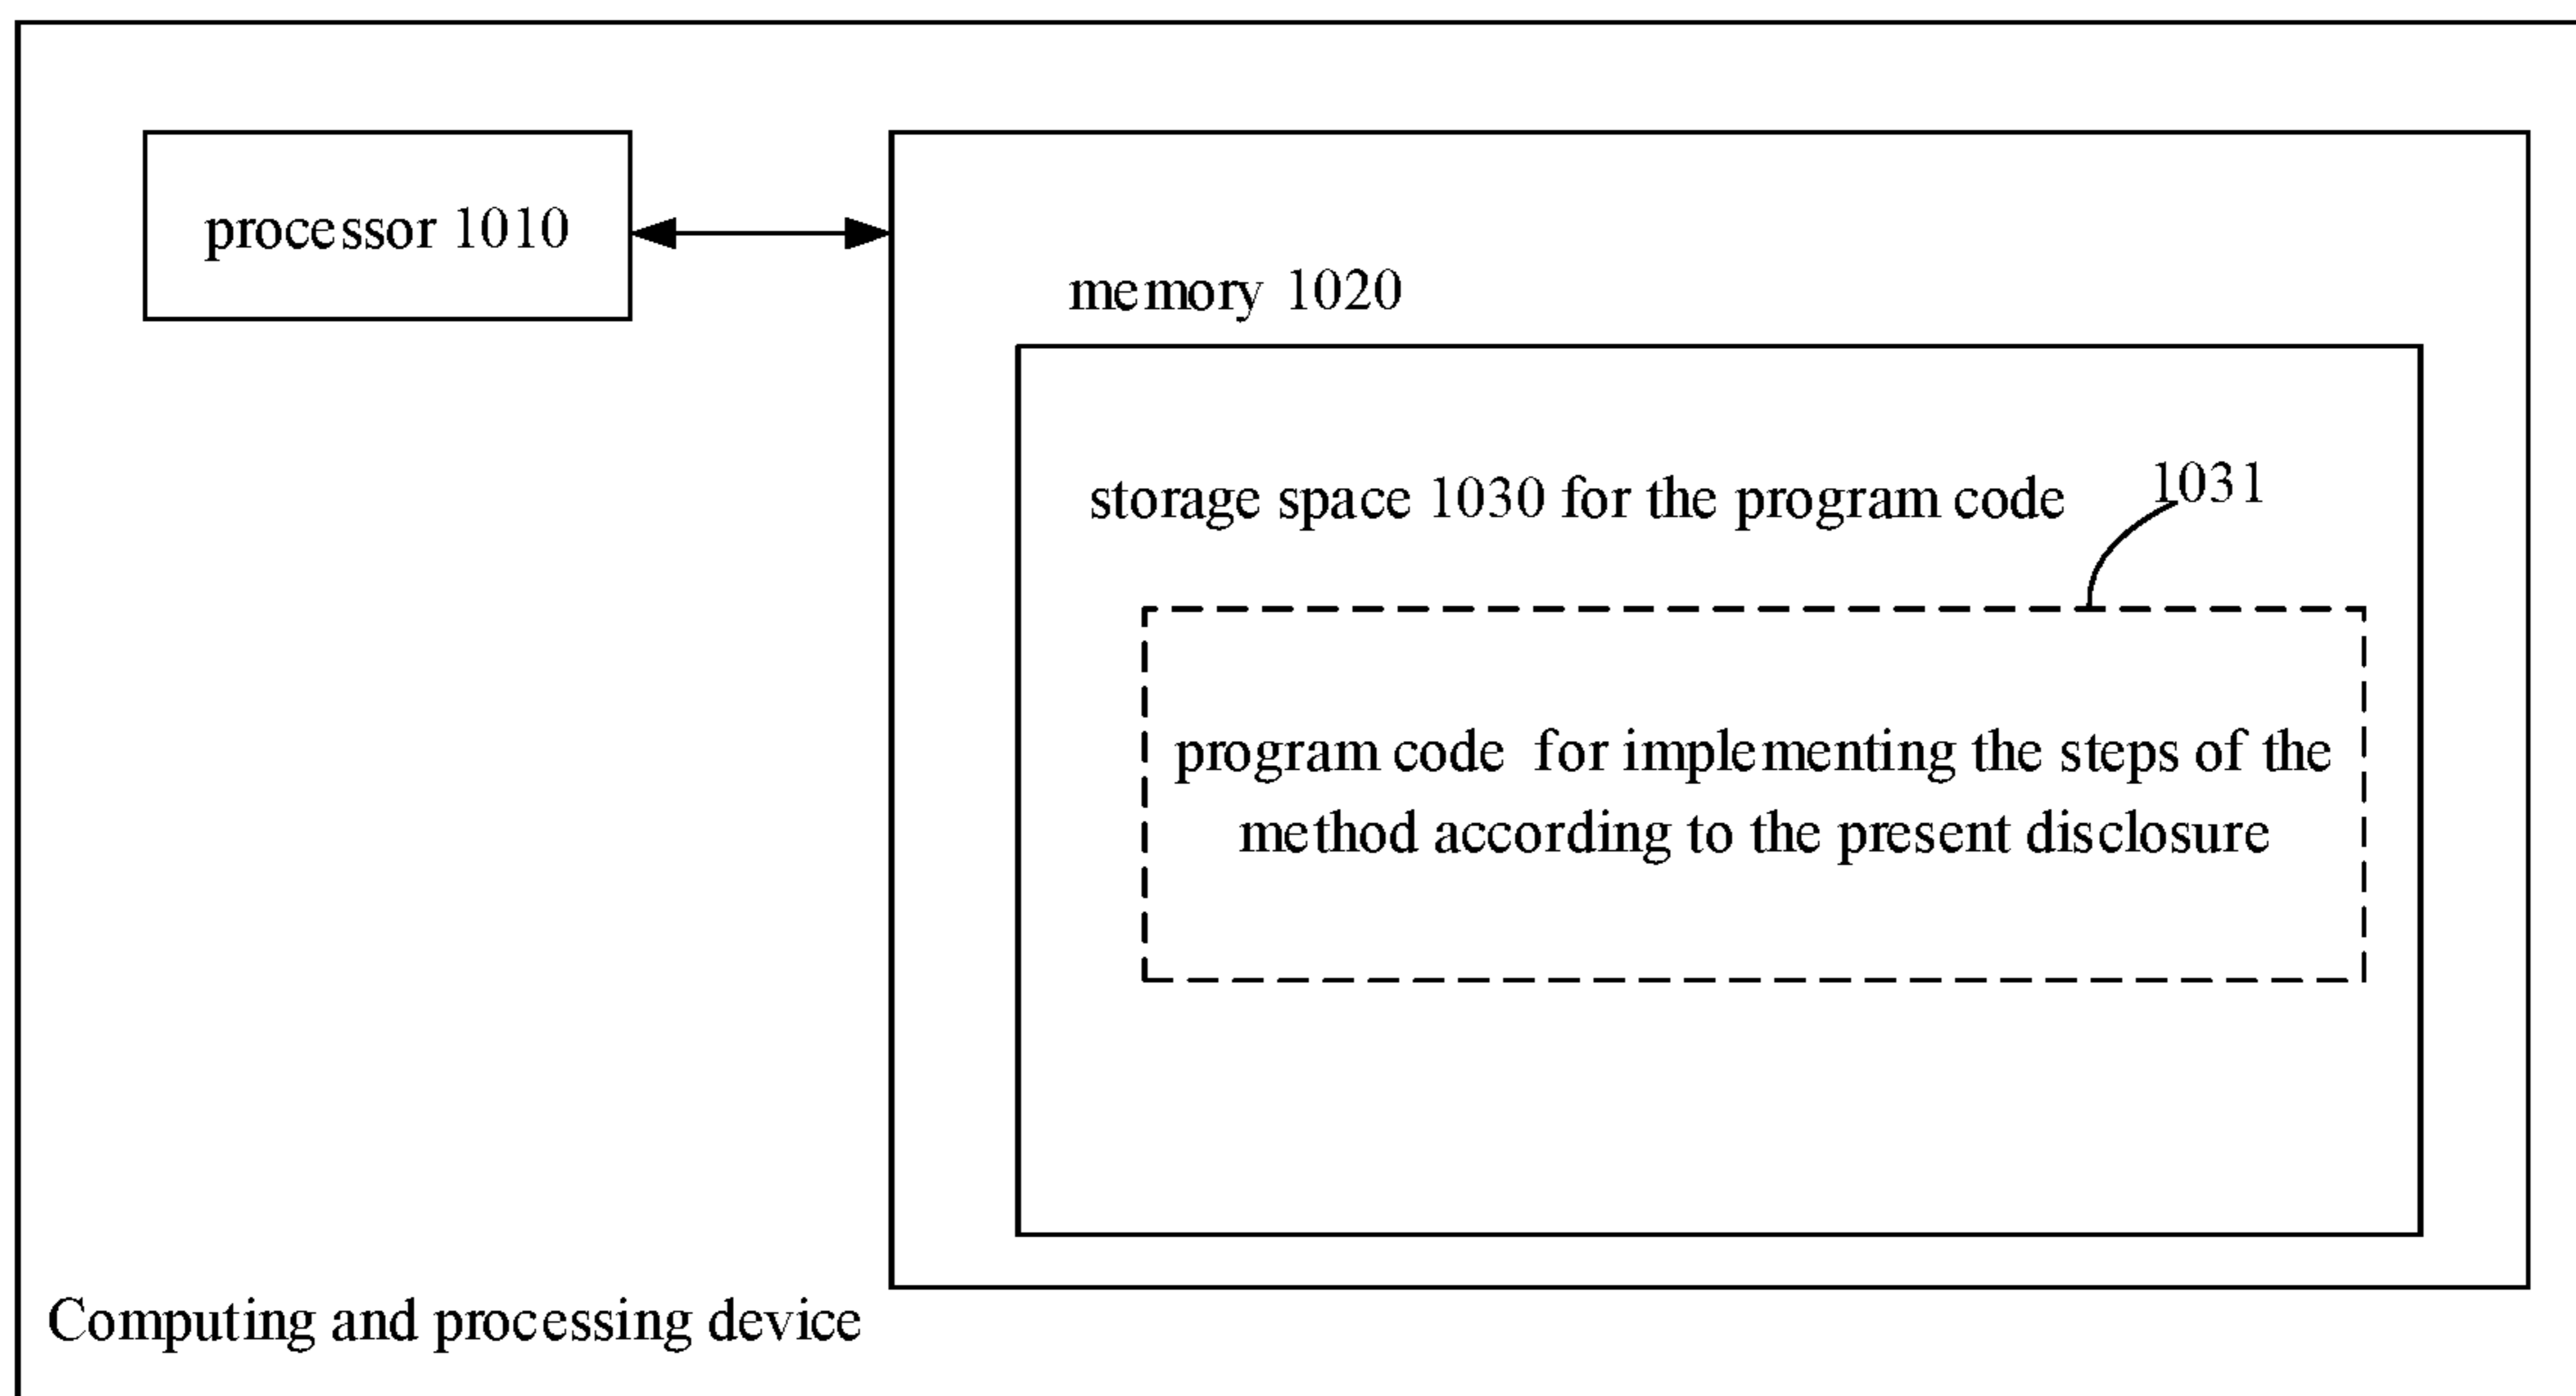 processor 1010
memory 1020
storage space 1030 for the program code
1031
program code for implementing the steps of the
method according to the present disclosure
Computing and processing device